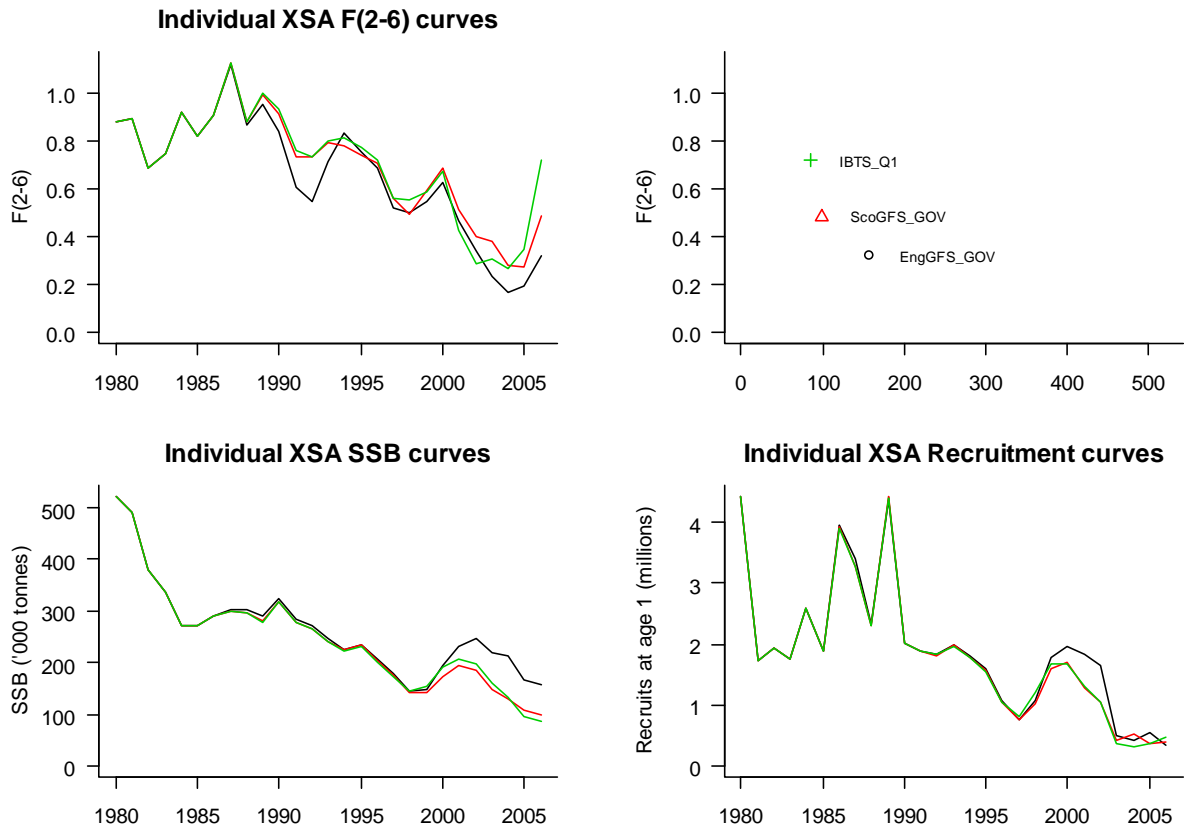 Individual XSA F(2-6) curves
F(2-6)
1.0
0.8
0.6
0.4
0.2
0.0
1980 1985 1990 1995 2000 2005
F(2-6)
1.0
0.8
0.6
0.4
0.2
0.0
IBTS_Q1
ScoGFS_GOV
EngGFS_GOV
0 100 200 300 400 500
Individual XSA SSB curves
SSB ('000 tonnes)
500
400
300
200
100
0
1980 1985 1990 1995 2000 2005
Individual XSA Recruitment curves
Recruits at age 1 (millions)
4
3
2
1
0
1980 1985 1990 1995 2000 2005